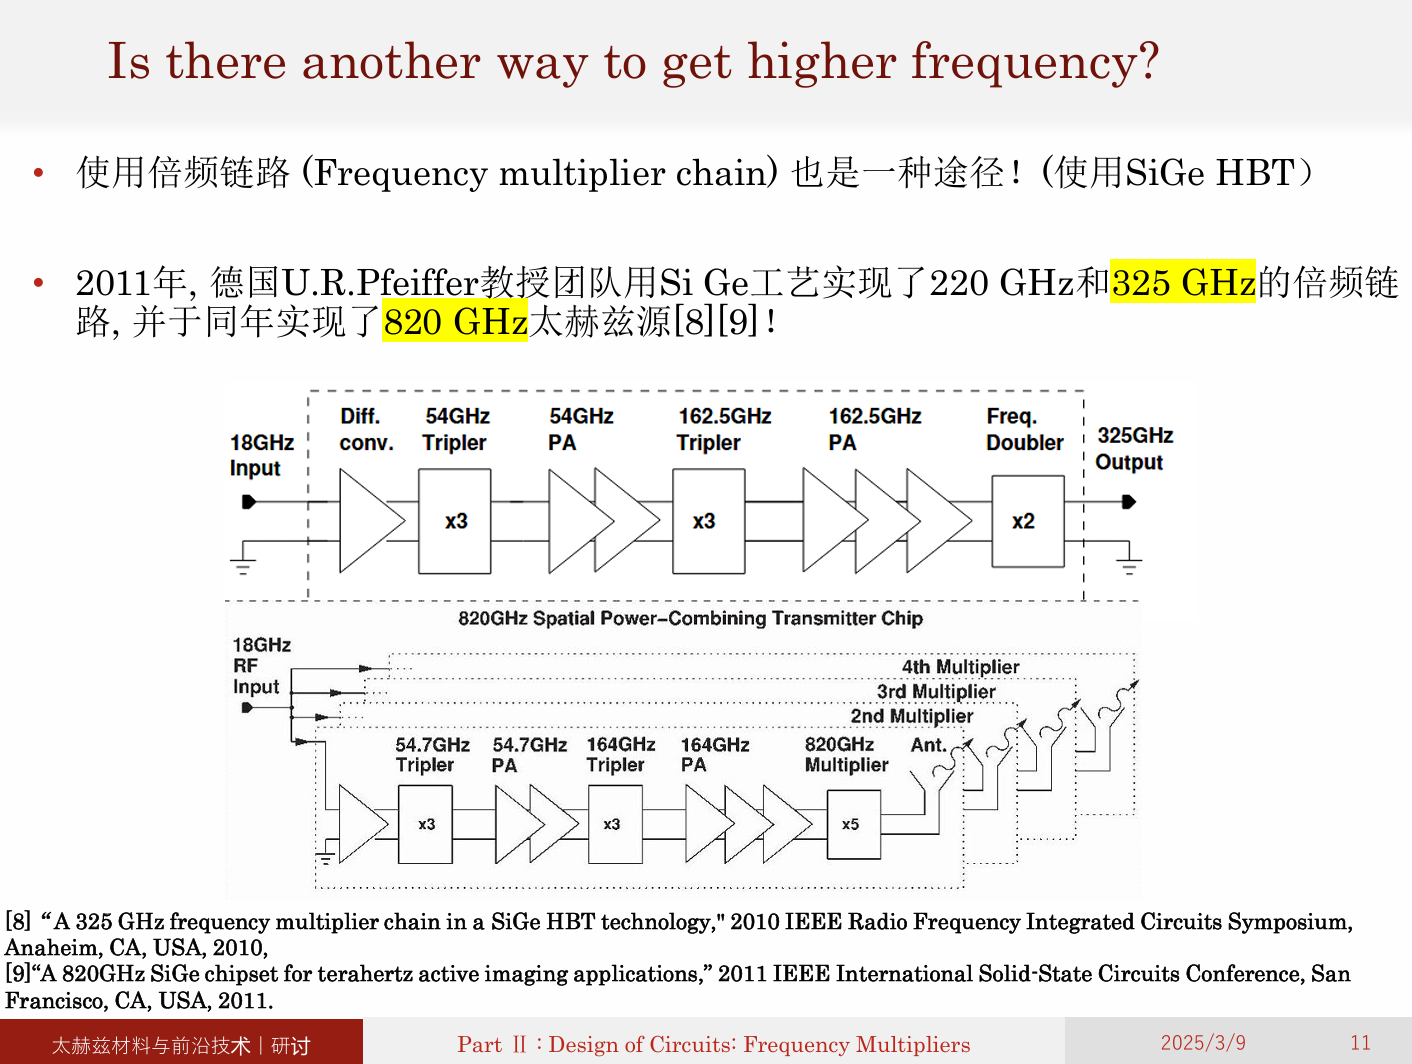 Is there another way to get higher frequency?
• 使用倍频链路 (Frequency multiplier chain) 也是一种途径！(使用SiGe HBT）
• 2011年, 德国U.R.Pfeiffer教授团队用Si Ge工艺实现了220 GHz和325 GHz的倍频链
路, 并于同年实现了820 GHz太赫兹源[8][9]！
18GHz
Input
Diff.
conv.
54GHz
Tripler
54GHz
PA
162.5GHz
Tripler
162.5GHz
PA
Freq.
Doubler
325GHz
Output
x3
x3
x2
820GHz Spatial Power–Combining Transmitter Chip
18GHz
RF
Input
4th Multiplier
3rd Multiplier
2nd Multiplier
54.7GHz
Tripler
54.7GHz
PA
164GHz
Tripler
164GHz
PA
820GHz
Multiplier
Ant.
x3
x3
x5
[8] “A 325 GHz frequency multiplier chain in a SiGe HBT technology," 2010 IEEE Radio Frequency Integrated Circuits Symposium,
Anaheim, CA, USA, 2010,
[9]“A 820GHz SiGe chipset for terahertz active imaging applications,” 2011 IEEE International Solid-State Circuits Conference, San
Francisco, CA, USA, 2011.
太赫兹材料与前沿技术 | 研讨
Part Ⅱ : Design of Circuits: Frequency Multipliers
2025/3/9
11